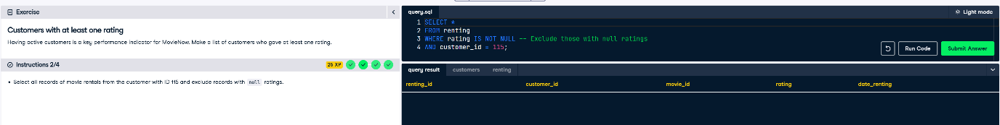 Exercise
Customers with at least one rating
Having active customers is a key performance indicator for MovieNow. Make a list of customers who gave at least one rating.
Instructions 2/4
25 XP
• Select all records of movie rentals from the customer with ID 115 and exclude records with null ratings.
query.sql
Light mode
1 SELECT *
2 FROM renting
3 WHERE rating IS NOT NULL -- Exclude those with null ratings
4 AND customer_id = 115;
Run Code
Submit Answer
query result customers renting
renting_id customer_id movie_id rating date_renting